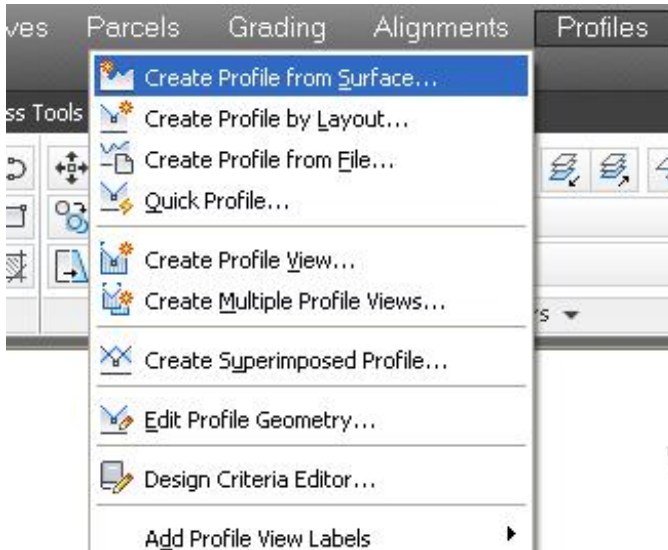 ves Parcels Grading Alignments Profiles
Create Profile from Surface...
ss Tools
Create Profile by Layout...
Create Profile from File...
Quick Profile...
Create Profile View...
Create Multiple Profile Views...
rs
Create Superimposed Profile...
Edit Profile Geometry...
Design Criteria Editor...
Add Profile View Labels